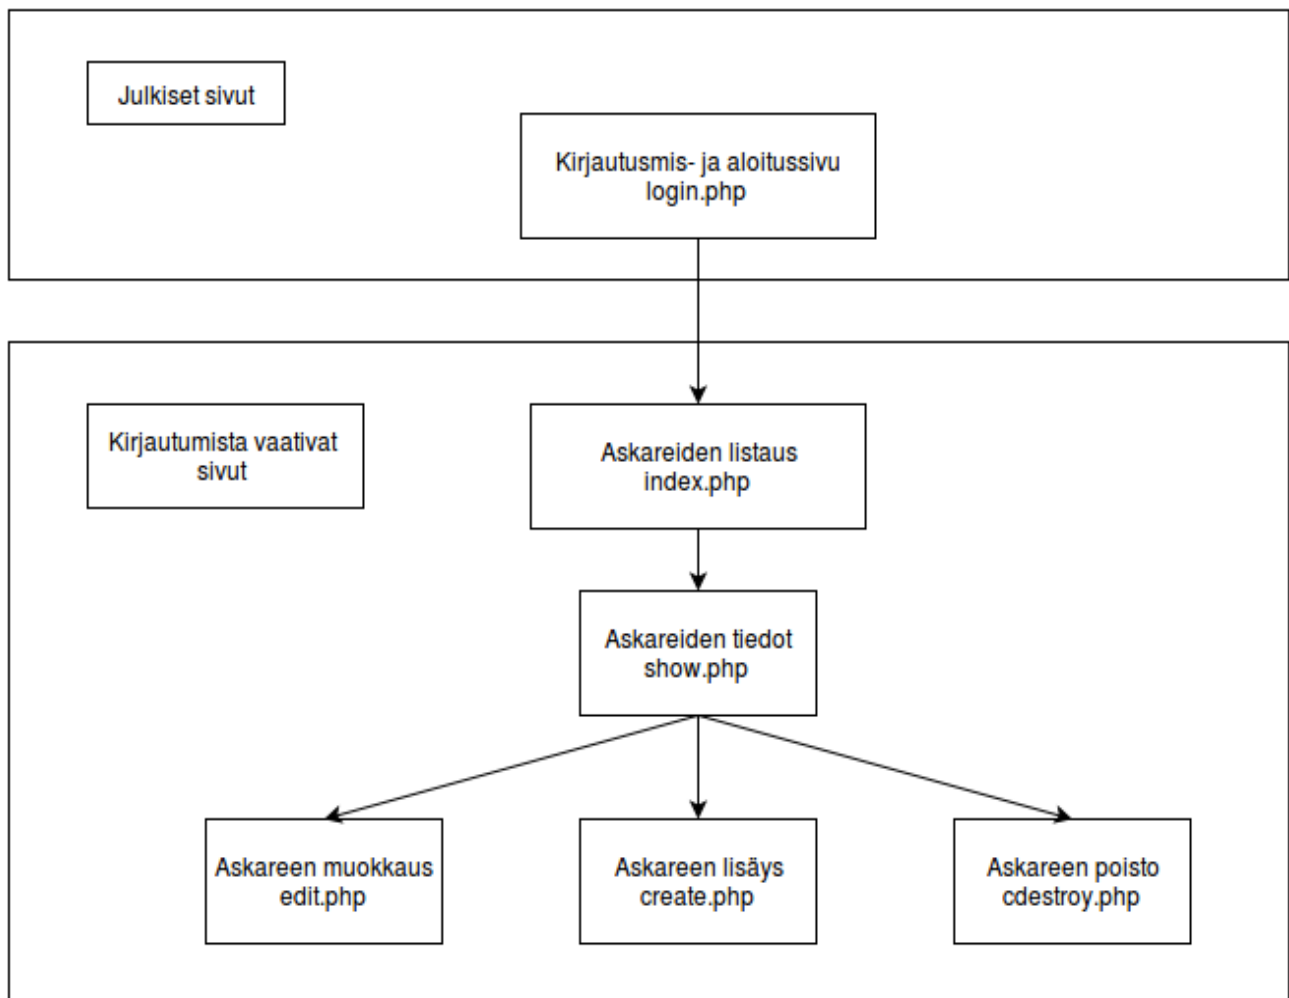 Julkiset sivut
Kirjautusmis- ja aloitussivu
login.php
Kirjautumista vaativat
sivut
Askareiden listaus
index.php
Askareiden tiedot
show.php
Askareen muokkaus
edit.php
Askareen lisäys
create.php
Askareen poisto
cdestroy.php